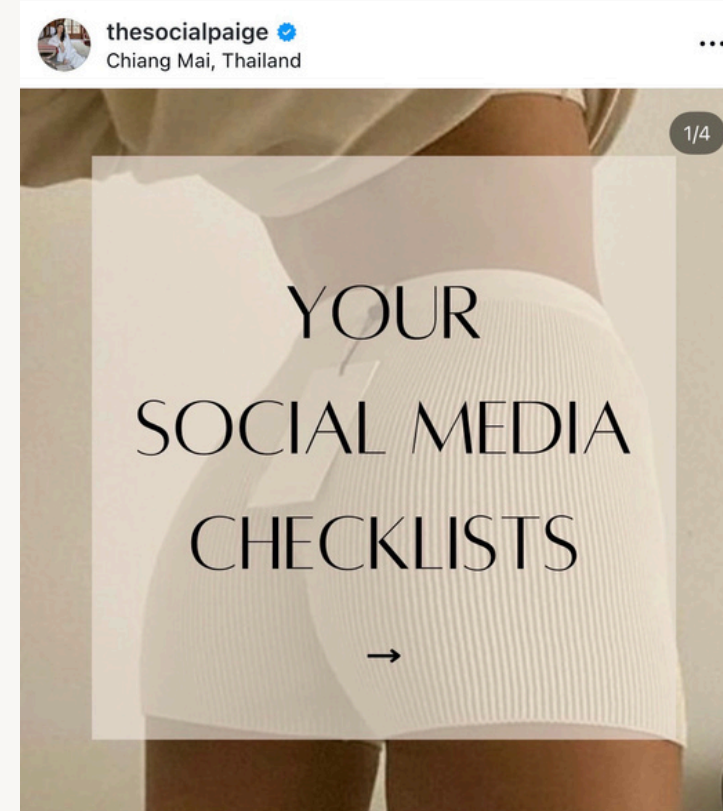 thesocialpaige
Chiang Mai, Thailand
1/4
YOUR
SOCIAL MEDIA
CHECKLISTS
→